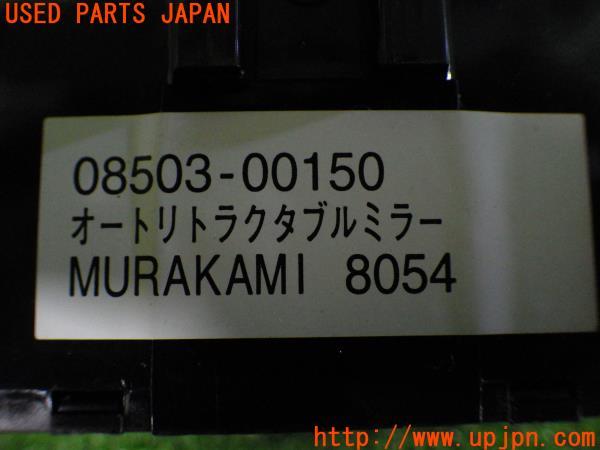 USED PARTS JAPAN
08503-00150
オートリトラクタブルミラー
MURAKAMI 8054
http://www.upjpn.com/